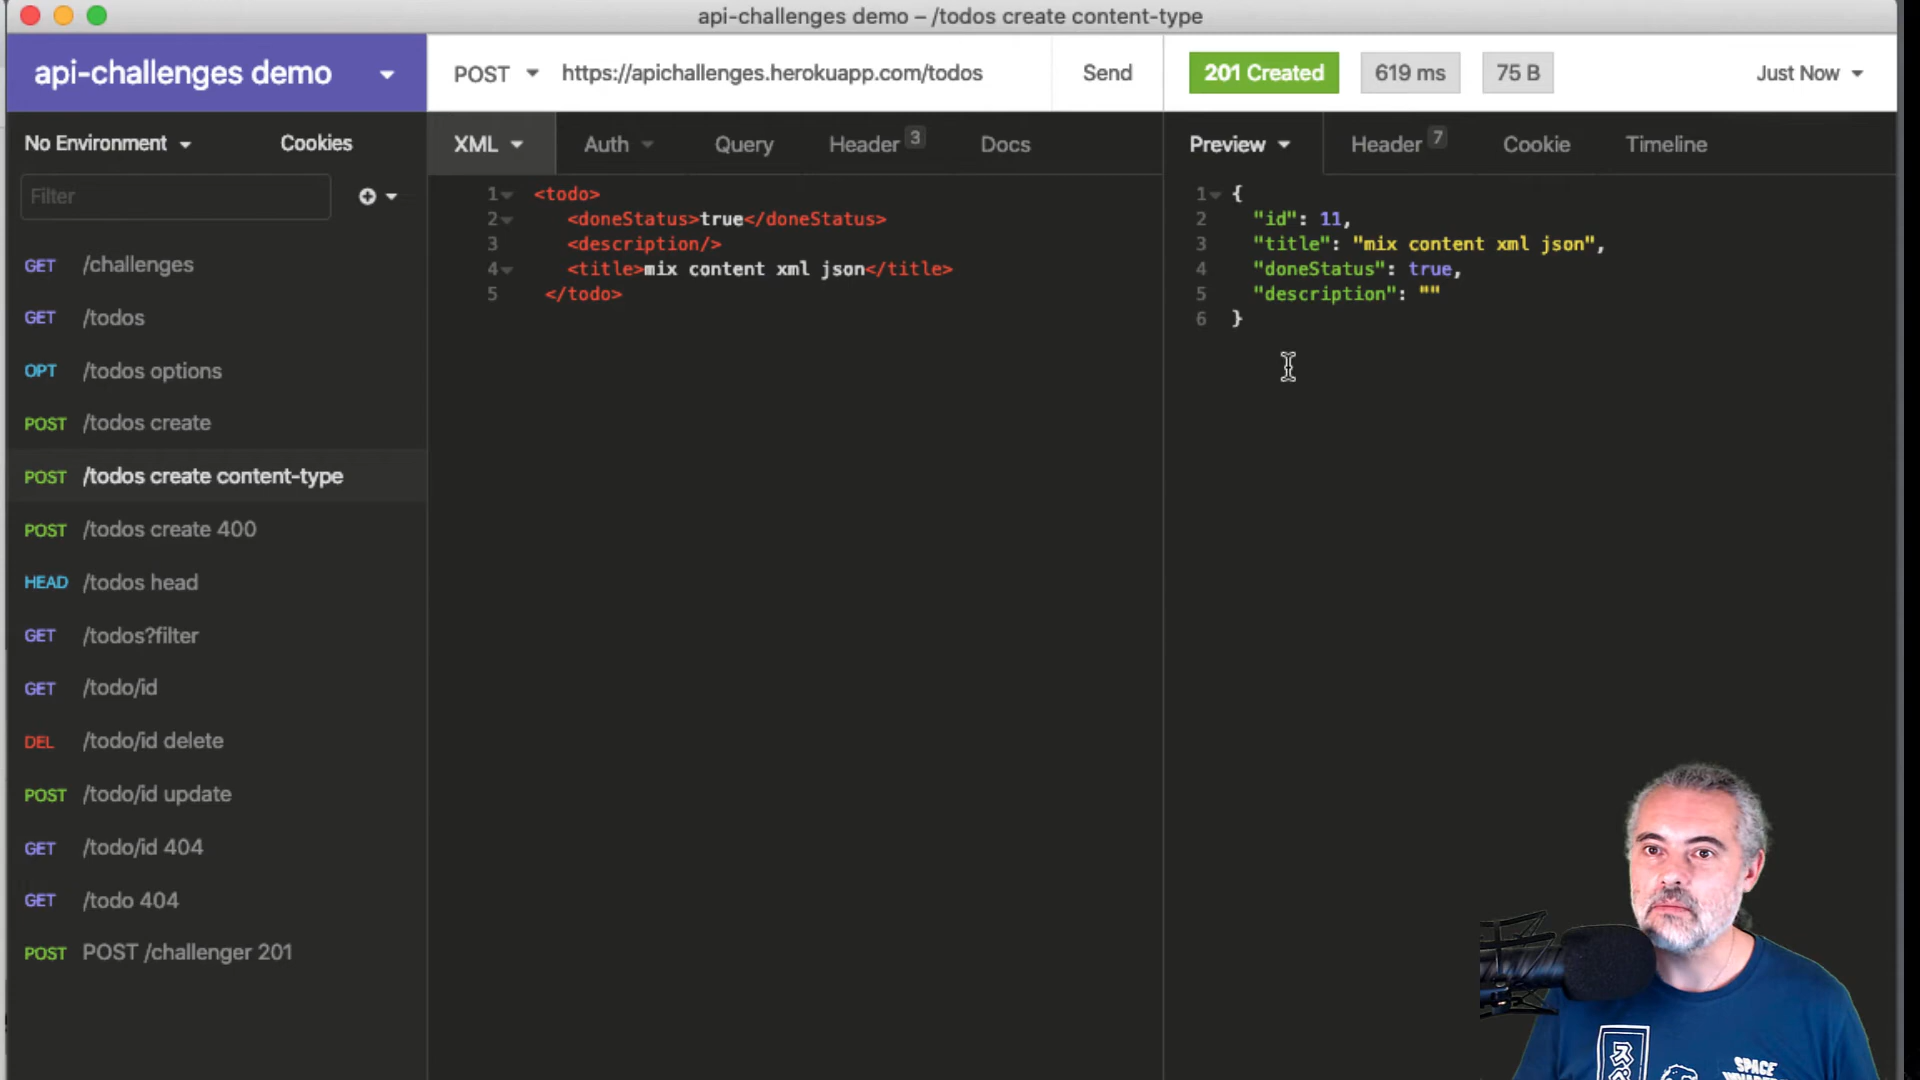 api-challenges demo – /todos create content-type
api-challenges demo
POST
https://apichallenges.herokuapp.com/todos
Send
201 Created
619 ms
75 B
Just Now
No Environment
Cookies
XML
Auth
Query
Header 3
Docs
Preview
Header 7
Cookie
Timeline
Filter
GET /challenges
GET /todos
OPT /todos options
POST /todos create
POST /todos create content-type
POST /todos create 400
HEAD /todos head
GET /todos?filter
GET /todo/id
DEL /todo/id delete
POST /todo/id update
GET /todo/id 404
GET /todo 404
POST POST /challenger 201
1 <todo>
2 <doneStatus>true</doneStatus>
3 <description/>
4 <title>mix content xml json</title>
5 </todo>
1 {
2 "id": 11,
3 "title": "mix content xml json",
4 "doneStatus": true,
5 "description": ""
6 }
スペ
SPACE